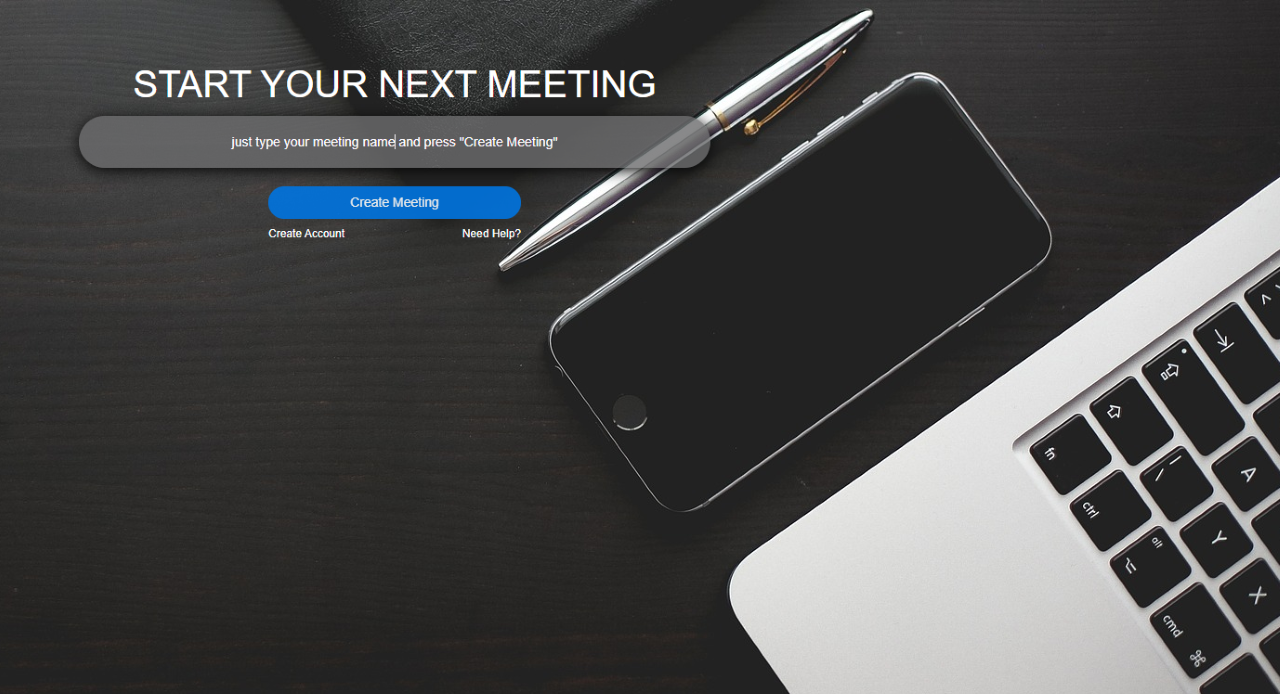 START YOUR NEXT MEETING
just type your meeting name and press "Create Meeting"
Create Meeting
Create Account
Need Help?
fn
ctrl
alt
cmd
⌘
A
Y
X